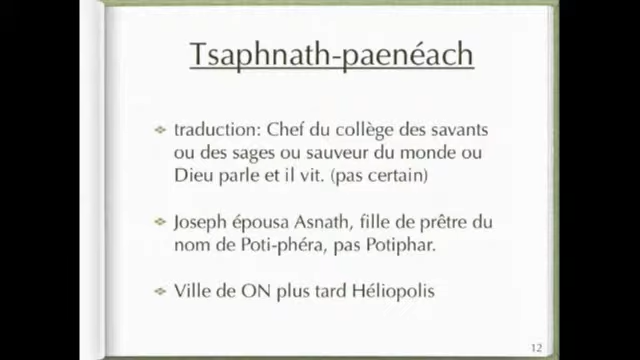 Tsaphnath-paenéach
traduction: Chef du collège des savants
ou des sages ou sauveur du monde ou
Dieu parle et il vit. (pas certain)
Joseph épousa Asnath, fille de prêtre du
nom de Poti-phéra, pas Potiphar.
Ville de ON plus tard Héliopolis
12